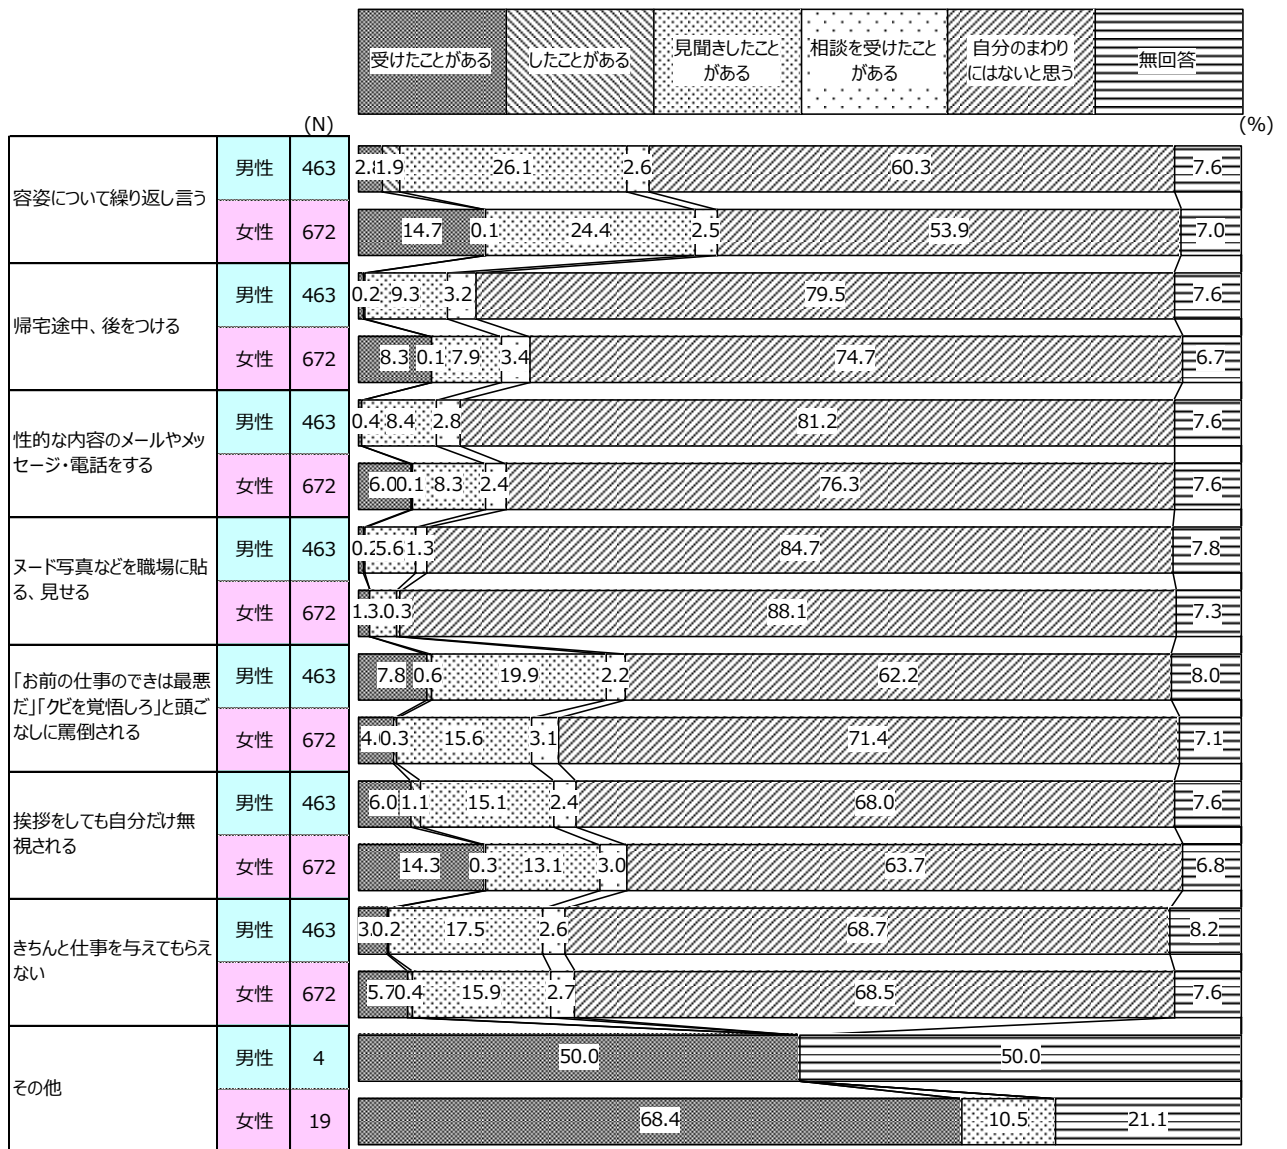 受けたことがある
したことがある
見聞きしたこと
がある
相談を受けたこと
がある
自分のまわり
にはないと思う
無回答
(N)
(%)
容姿について繰り返し言う
男性 463 2.8 1.9 26.1 2.6 60.3 7.6
女性 672 14.7 0.1 24.4 2.5 53.9 7.0
帰宅途中、後をつける
男性 463 0.2 9.3 3.2 79.5 7.6
女性 672 8.3 0.1 7.9 3.4 74.7 6.7
性的な内容のメールやメッ
セージ・電話をする
男性 463 0.4 8.4 2.8 81.2 7.6
女性 672 6.0 0.1 8.3 2.4 76.3 7.6
ヌード写真などを職場に貼
る、見せる
男性 463 0.2 5.6 1.3 84.7 7.8
女性 672 1.3 0.3 88.1 7.3
「お前の仕事のできは最悪
だ」「クビを覚悟しろ」と頭ご
なしに罵倒される
男性 463 7.8 0.6 19.9 2.2 62.2 8.0
女性 672 4.0 0.3 15.6 3.1 71.4 7.1
挨拶をしても自分だけ無
視される
男性 463 6.0 1.1 15.1 2.4 68.0 7.6
女性 672 14.3 0.3 13.1 3.0 63.7 6.8
きちんと仕事を与えてもらえ
ない
男性 463 0.2 17.5 2.6 68.7 8.2
女性 672 5.7 0.4 15.9 2.7 68.5 7.6
その他
男性 4 50.0 50.0
女性 19 68.4 10.5 21.1